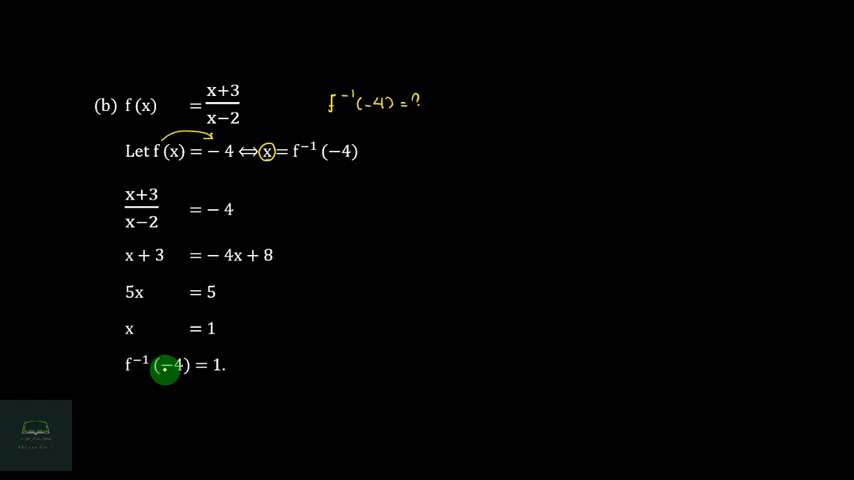 (b) f (x) = x+3/x−2 f⁻¹(−4) = ?
Let f (x) = − 4 ⟺ x = f⁻¹ (−4)
x+3/x−2 = − 4
x + 3 = − 4x + 8
5x = 5
x = 1
f⁻¹ (−4) = 1.